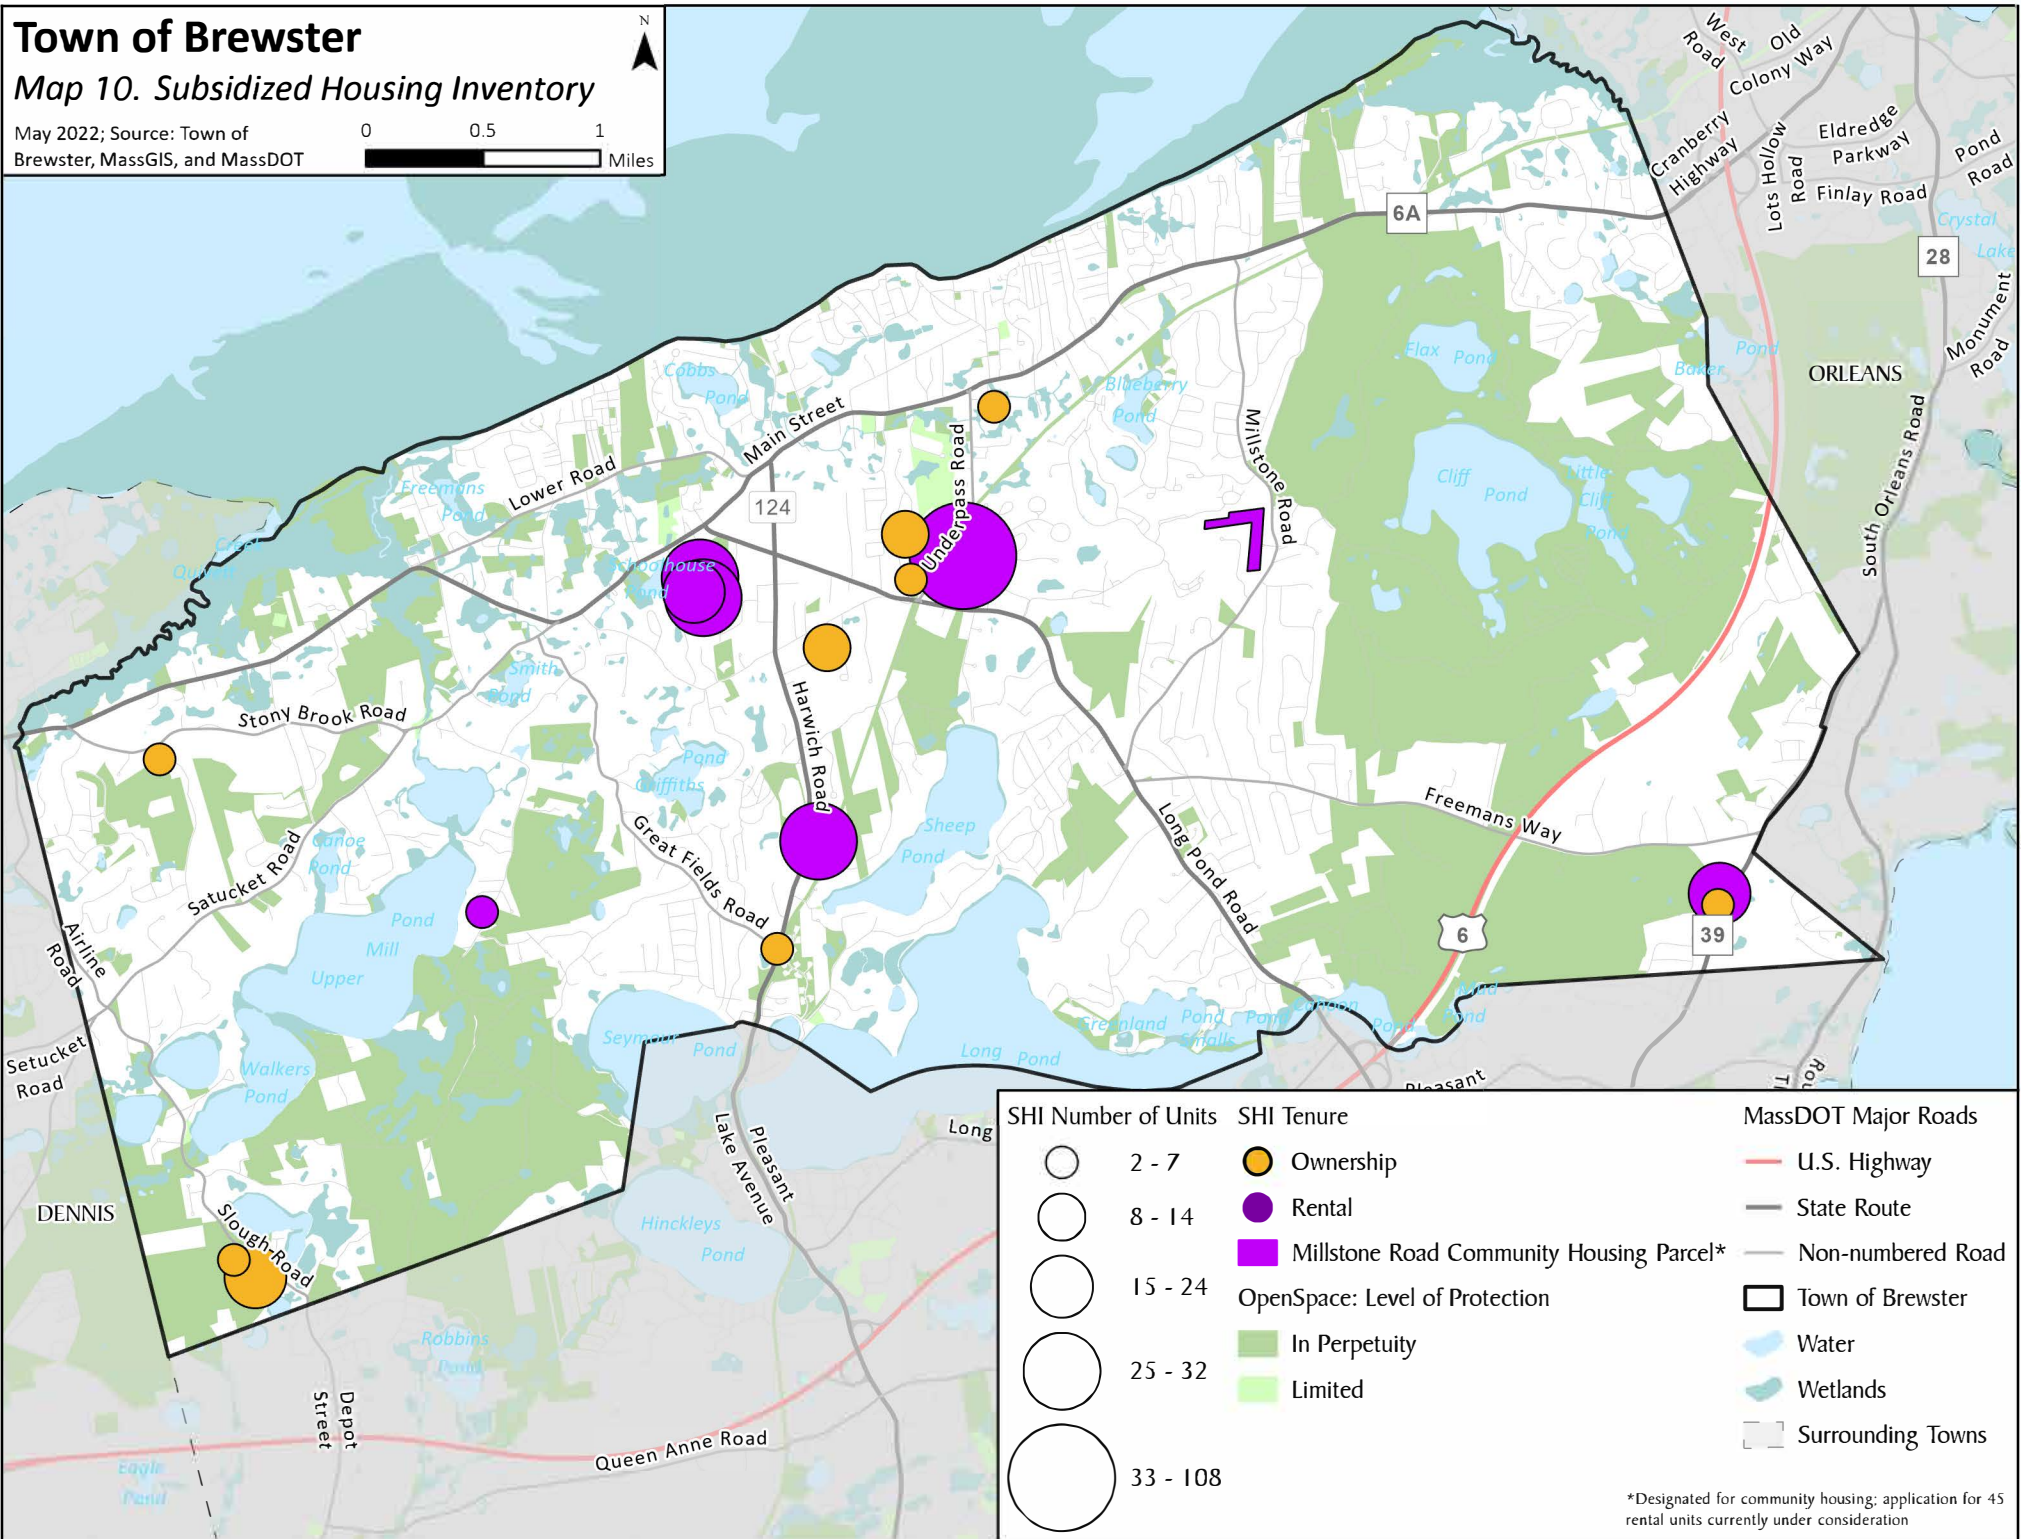 Town of Brewster
Map 10. Subsidized Housing Inventory
May 2022; Source: Town of
Brewster, MassGIS, and MassDOT
0 0.5 1
Miles
N
West
Road
Old
Colony Way
Cranberry
Highway
Lots Hollow
Road
Eldredge
Parkway
Finlay Road
Pond
Road
Crystal
Lake
28
Monument
Road
6A
Flax Pond
Baker Pond
ORLEANS
South Orleans Road
Cobbs
Pond
Main Street
Blueberry
Pond
Millstone Road
Cliff
Pond
Little
Cliff
Pond
Lower Road
Freemans
Pond
124
Underpass Road
Creek
Quivett
Schoolhouse
Pond
Smith
Pond
Stony Brook Road
Harwich Road
Pond
Griffiths
Sheep
Pond
Freemans Way
Long Pond Road
Great Fields Road
Canoe
Pond
Satucket Road
Pond
Mill
Upper
Airline
Road
6
39
Mud
Pond
Cahoon
Pond
Greenland
Pond
Pond
Smalls
Seymour
Pond
Long Pond
Setucket
Road
Walkers
Pond
Pleasant
Long
Pleasant
Lake Avenue
DENNIS
Slough Road
Hinckleys
Pond
Robbins
Pond
Depot
Street
Queen Anne Road
Eagle
Pond
SHI Number of Units
2 - 7
8 - 14
15 - 24
25 - 32
33 - 108
SHI Tenure
Ownership
Rental
Millstone Road Community Housing Parcel*
OpenSpace: Level of Protection
In Perpetuity
Limited
MassDOT Major Roads
U.S. Highway
State Route
Non-numbered Road
Town of Brewster
Water
Wetlands
Surrounding Towns
*Designated for community housing; application for 45
rental units currently under consideration